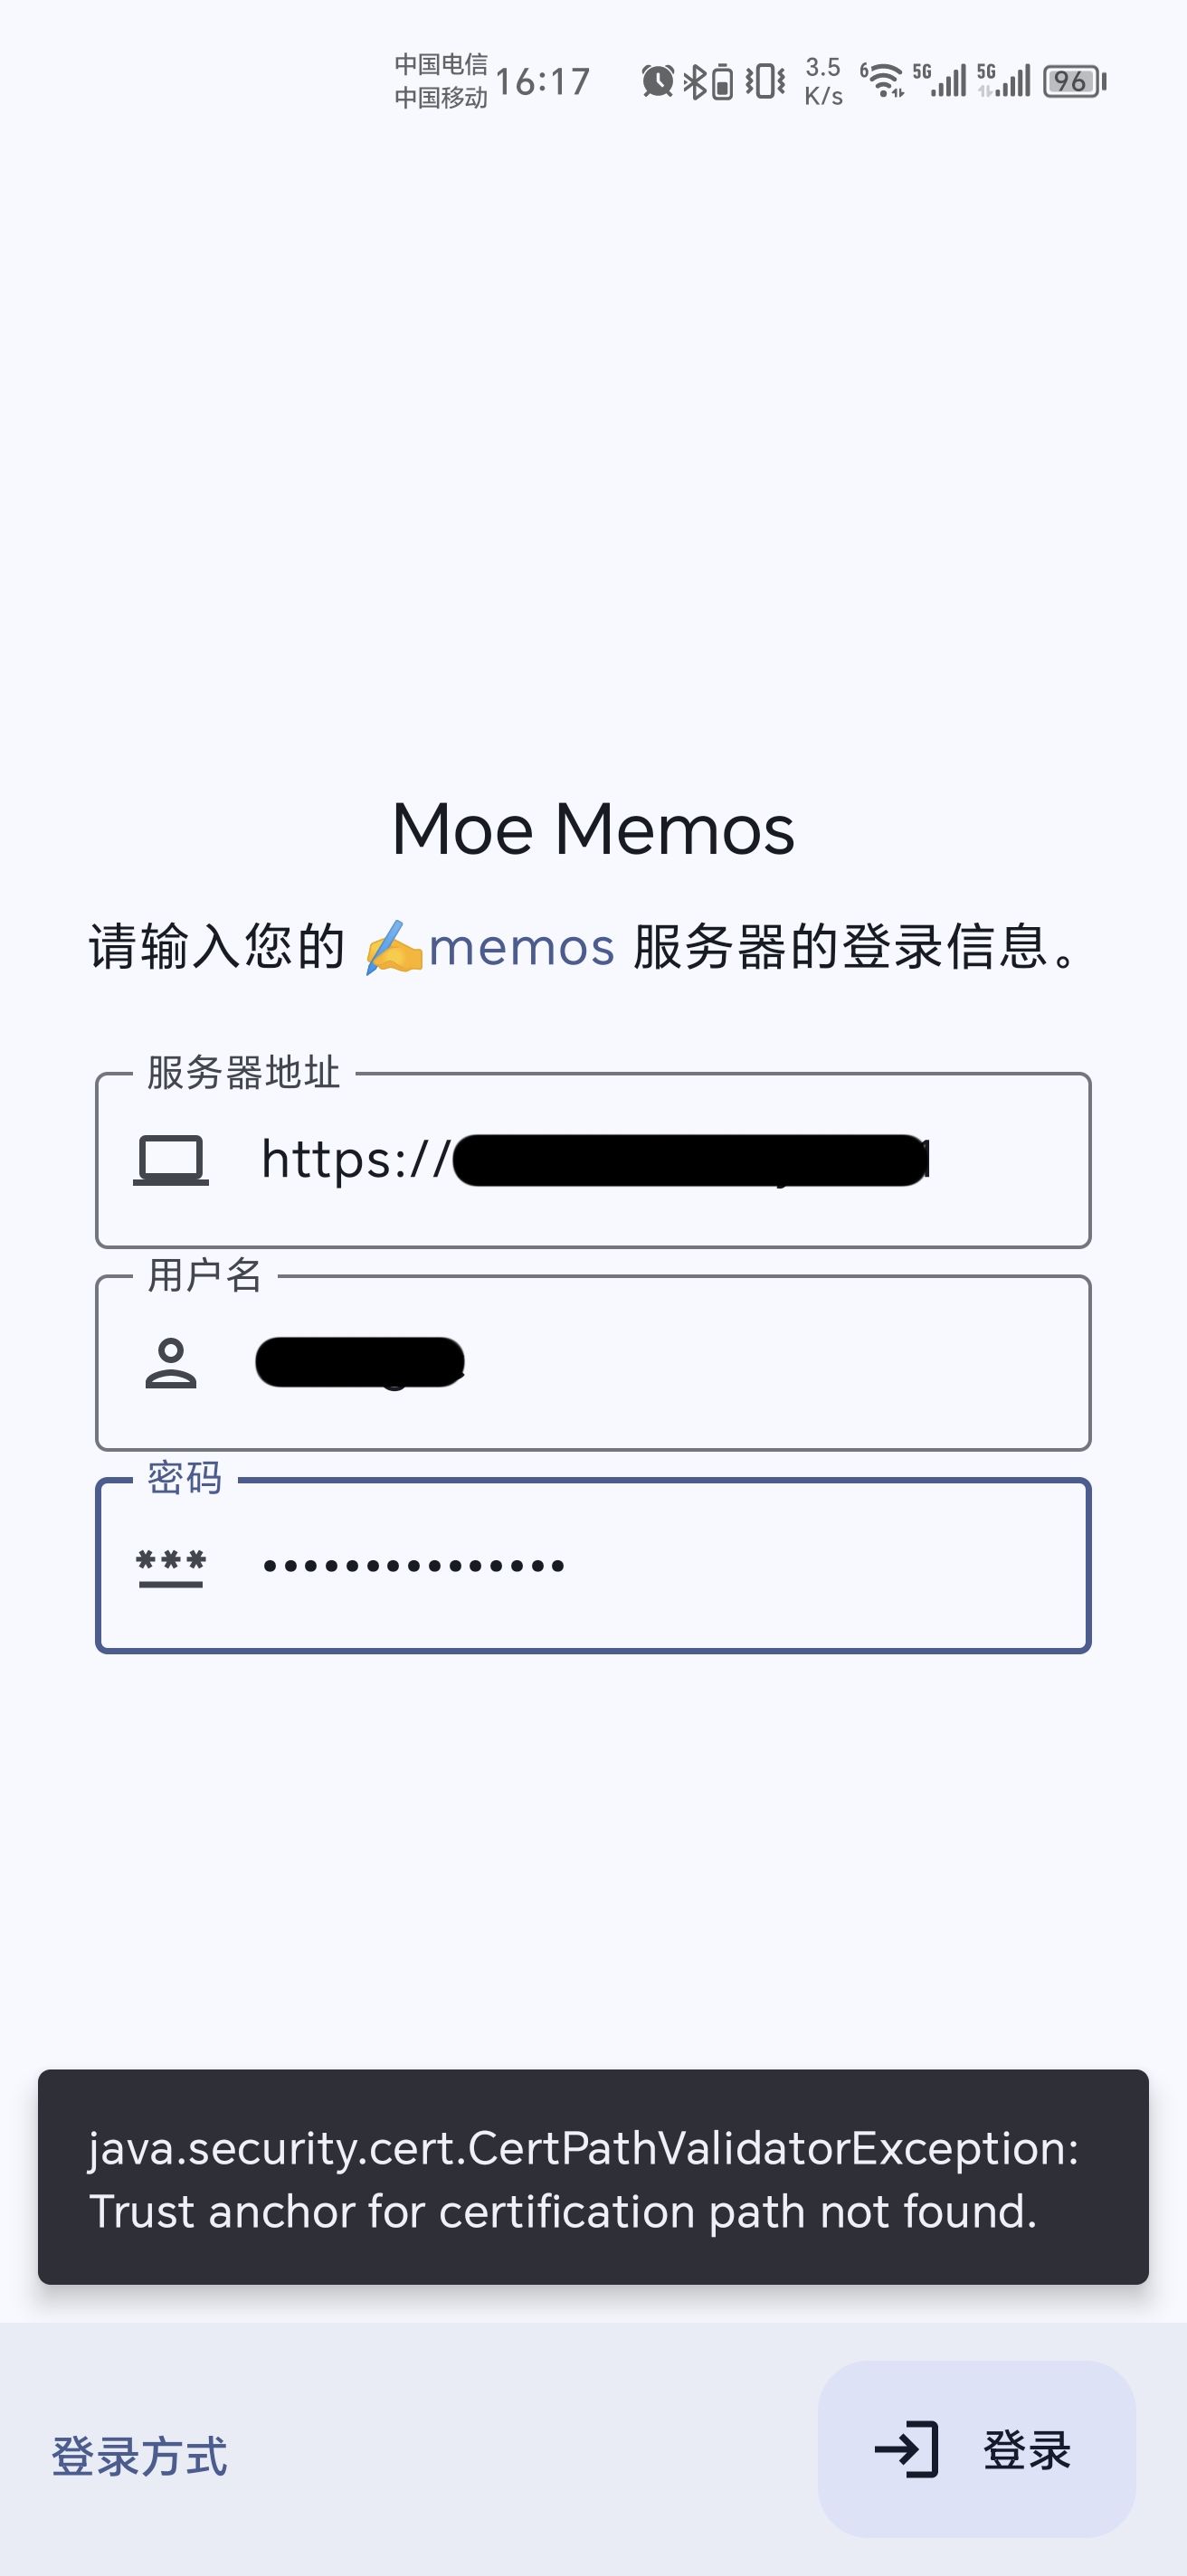 中国电信
中国移动
16:17
3.5
K/s
6
5G
5G
96
Moe Memos
请输入您的 ✍️memos 服务器的登录信息。
服务器地址
https://
用户名
密码
***
•••••••••••••••
java.security.cert.CertPathValidatorException:
Trust anchor for certification path not found.
登录方式
登录